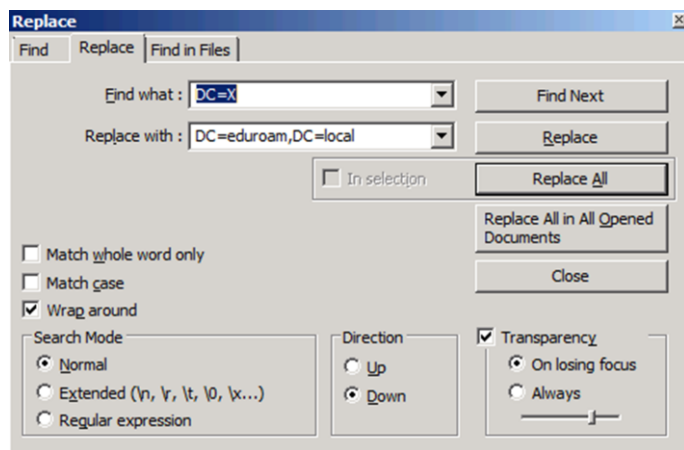 Replace
Find Replace Find in Files
Find what : DC=X Find Next
Replace with : DC=eduroam,DC=local Replace
In selection Replace All
Replace All in All Opened
Documents
Match whole word only
Match case Close
Wrap around
Search Mode Direction Transparency
Normal Up On losing focus
Extended (\n, \r, \t, \0, \x...) Down Always
Regular expression